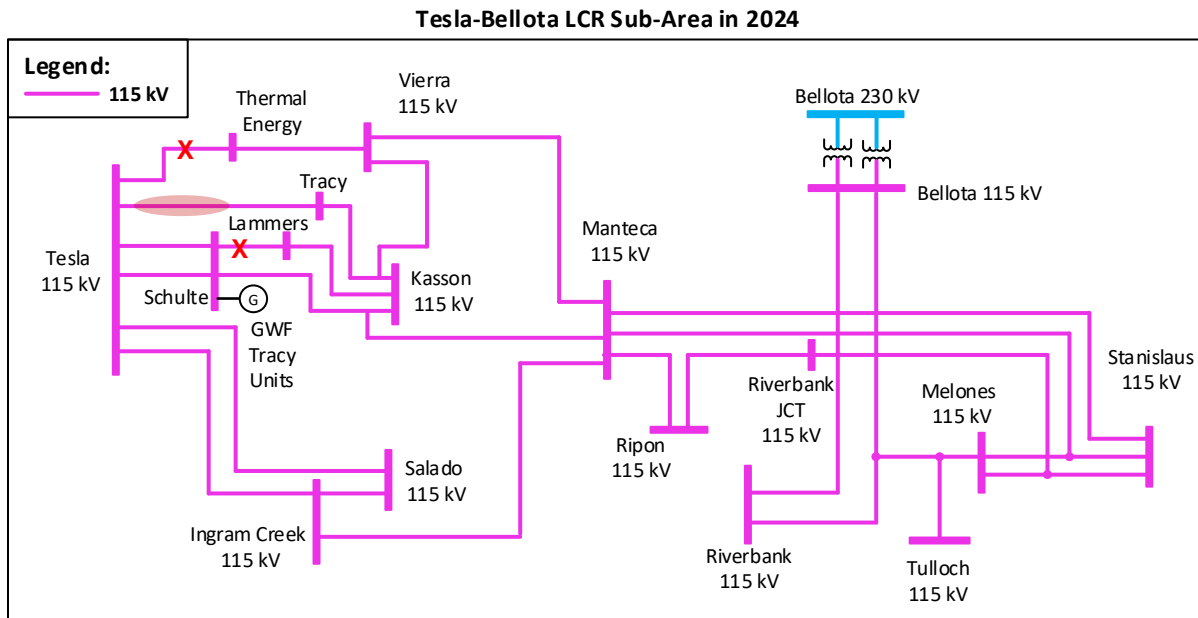 Tesla-Bellota LCR Sub-Area in 2024
Legend:
115 kV
Thermal
Energy
Vierra
115 kV
Bellota 230 kV
X
Tracy
Bellota 115 kV
Lammers
X
Manteca
115 kV
Tesla
115 kV
Kasson
115 kV
Schulte
G
GWF
Tracy
Units
Riverbank
JCT
115 kV
Stanislaus
115 kV
Melones
115 kV
Ripon
115 kV
Salado
115 kV
Ingram Creek
115 kV
Riverbank
115 kV
Tulloch
115 kV